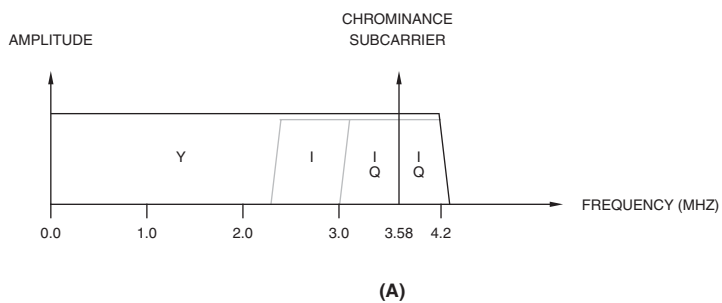 CHROMINANCE
SUBCARRIER
AMPLITUDE
Y
I
I
Q
I
Q
FREQUENCY (MHZ)
0.0
1.0
2.0
3.0
3.58
4.2
(A)